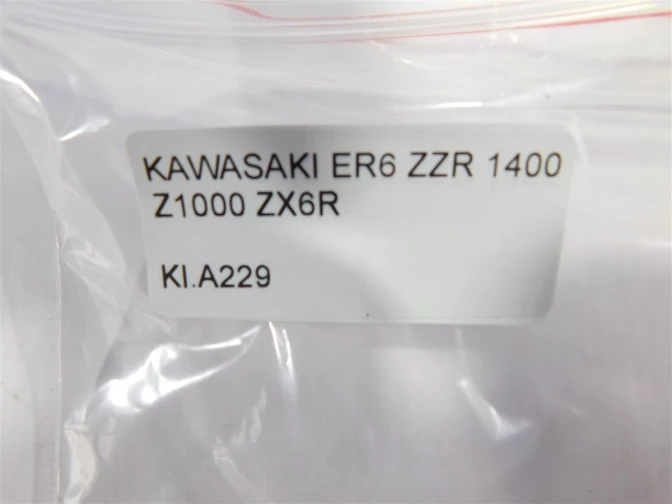 KAWASAKI ER6 ZZR 1400
Z1000 ZX6R
KI.A229